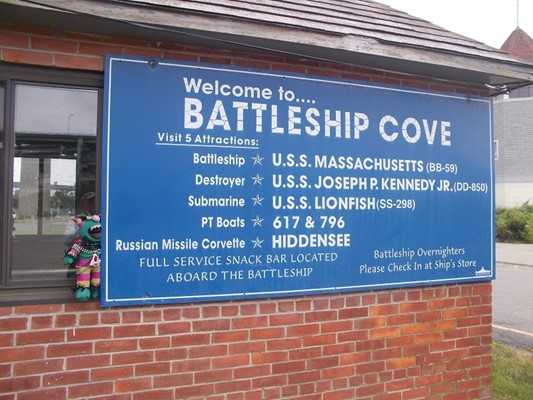 Welcome to....
BATTLESHIP COVE
Visit 5 Attractions:
Battleship ☆ U.S.S. MASSACHUSETTS (BB-59)
Destroyer ☆ U.S.S. JOSEPH P. KENNEDY JR. (DD-850)
Submarine ☆ U.S.S. LIONFISH (SS-298)
PT Boats ☆ 617 & 796
Russian Missile Corvette ☆ HIDDENSEE
FULL SERVICE SNACK BAR LOCATED
ABOARD THE BATTLESHIP
Battleship Overnighters
Please Check In at Ship's Store